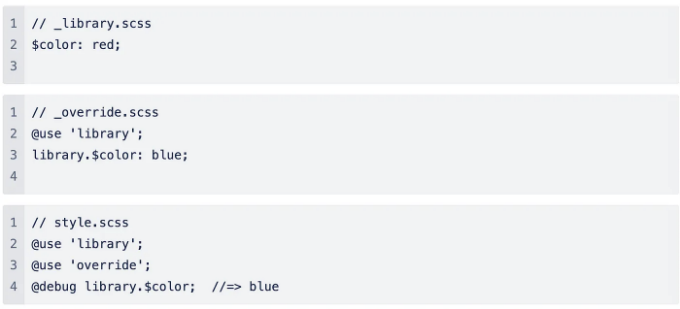 1 // _library.scss
2 $color: red;
3
1 // _override.scss
2 @use 'library';
3 library.$color: blue;
4
1 // style.scss
2 @use 'library';
3 @use 'override';
4 @debug library.$color;  //=> blue